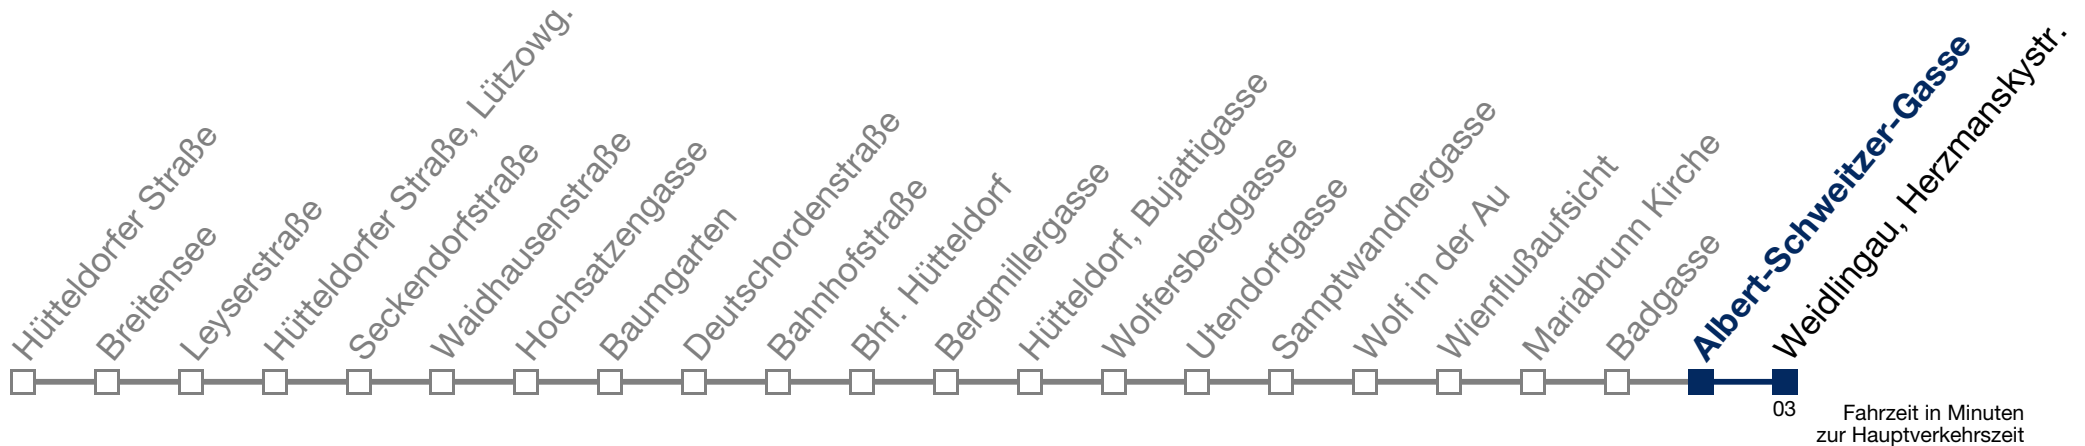 Hütteldorfer Straße
Breitensee
Leyserstraße
Hütteldorfer Straße, Lützowg.
Seckendorfstraße
Waidhausenstraße
Hochsatzengasse
Baumgarten
Deutschordenstraße
Bahnhofstraße
Bhf. Hütteldorf
Bergmillergasse
Hütteldorf, Bujattigasse
Wolfersberggasse
Utendorfgasse
Samptwandnergasse
Wolf in der Au
Wienflußaufsicht
Mariabrunn Kirche
Badgasse
Albert-Schweitzer-Gasse
Weidlingau, Herzmanskystr.
03
Fahrzeit in Minuten
zur Hauptverkehrszeit